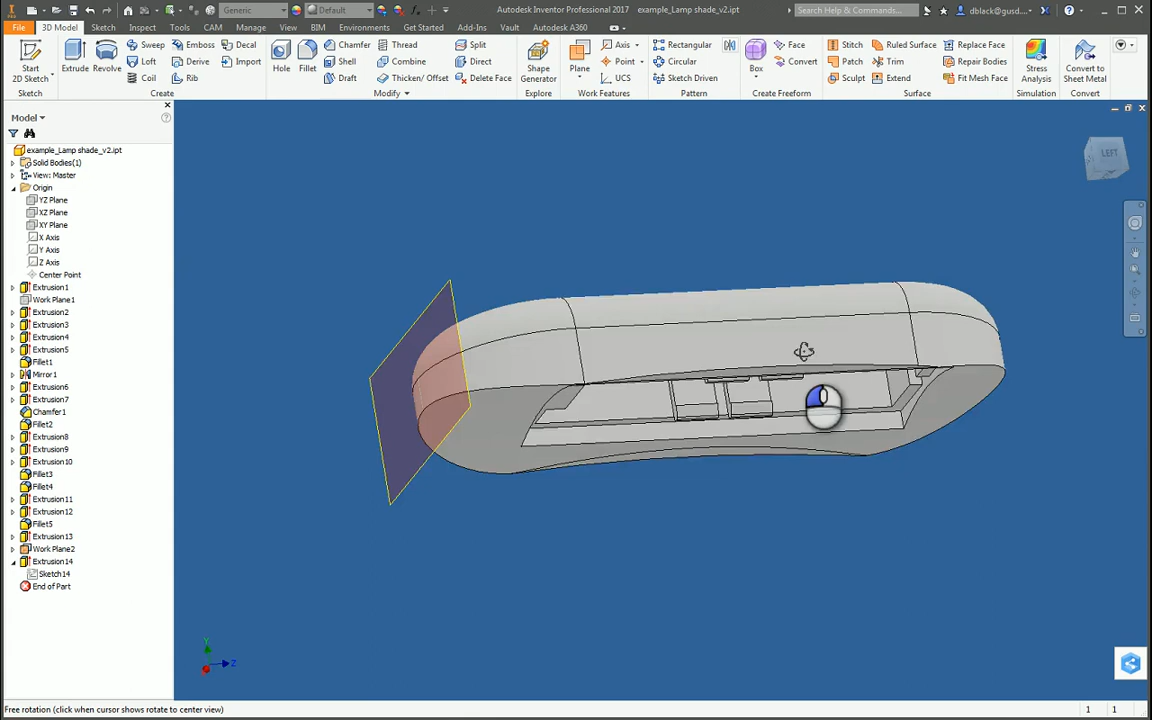 Generic
Default
Autodesk Inventor Professional 2017 example_Lamp shade_v2.ipt
Search Help & Commands...
dblack@gusd...
File
3D Model
Sketch
Inspect
Tools
CAM
Manage
View
BIM
Environments
Get Started
Add-Ins
Vault
Autodesk A360
Start
2D Sketch
Extrude
Revolve
Sweep
Loft
Coil
Emboss
Derive
Rib
Decal
Import
Hole
Fillet
Chamfer
Shell
Draft
Thread
Combine
Thicken/ Offset
Split
Direct
Delete Face
Shape
Generator
Plane
Axis
Point
UCS
Rectangular
Circular
Sketch Driven
Box
Face
Convert
Stitch
Patch
Sculpt
Ruled Surface
Trim
Extend
Replace Face
Repair Bodies
Fit Mesh Face
Stress
Analysis
Convert to
Sheet Metal
Sketch
Create
Modify
Explore
Work Features
Pattern
Create Freeform
Surface
Simulation
Convert
Model
example_Lamp shade_v2.ipt
Solid Bodies(1)
View: Master
Origin
YZ Plane
XZ Plane
XY Plane
X Axis
Y Axis
Z Axis
Center Point
Extrusion1
Work Plane1
Extrusion2
Extrusion3
Extrusion4
Extrusion5
Fillet1
Mirror1
Extrusion6
Extrusion7
Chamfer1
Fillet2
Extrusion8
Extrusion9
Extrusion10
Fillet3
Fillet4
Extrusion11
Extrusion12
Fillet5
Extrusion13
Work Plane2
Extrusion14
Sketch14
End of Part
LEFT
Y
Z
Free rotation (click when cursor shows rotate to center view)
1
1